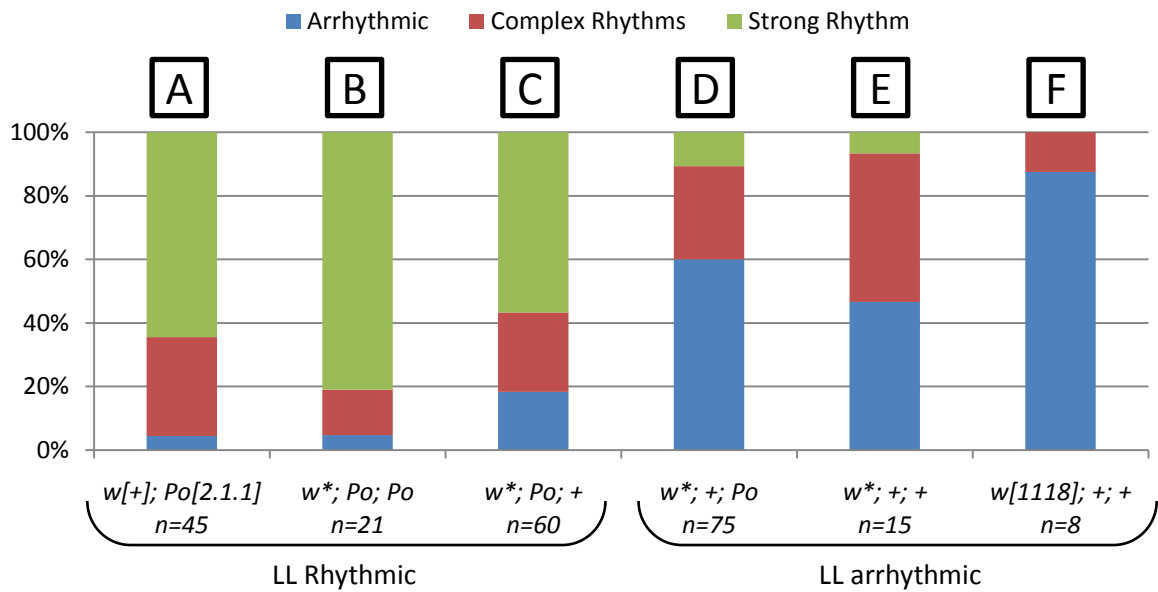 Arrhythmic Complex Rhythms Strong Rhythm
A B C D E F
100%
80%
60%
40%
20%
0%
w[+]; Po[2.1.1] w*; Po; Po w*; Po; + w*; +; Po w*; +; + w[1118]; +; +
n=45 n=21 n=60 n=75 n=15 n=8
LL Rhythmic LL arrhythmic